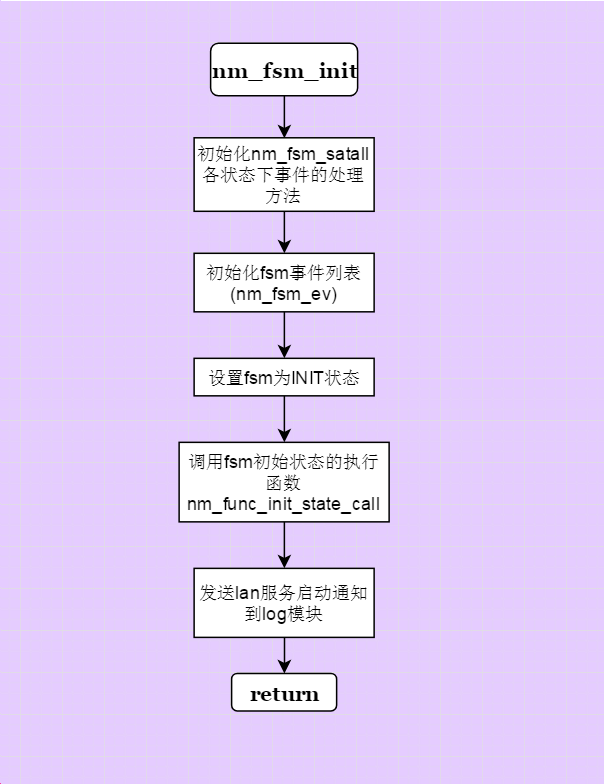 nm_fsm_init
初始化nm_fsm_satall
各状态下事件的处理
方法
初始化fsm事件列表
(nm_fsm_ev)
设置fsm为INIT状态
调用fsm初始状态的执行
函数
nm_func_init_state_call
发送lan服务启动通知
到log模块
return